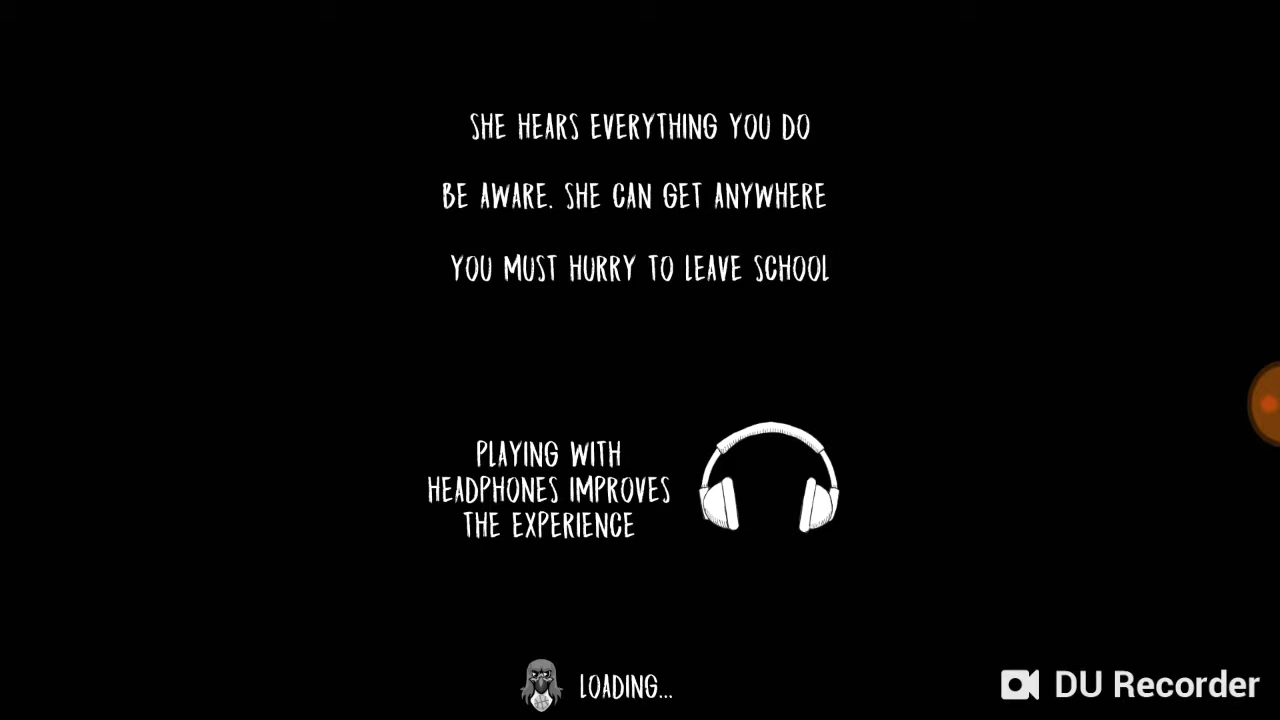 SHE HEARS EVERYTHING YOU DO
BE AWARE. SHE CAN GET ANYWHERE
YOU MUST HURRY TO LEAVE SCHOOL
PLAYING WITH
HEADPHONES IMPROVES
THE EXPERIENCE
LOADING...
DU Recorder